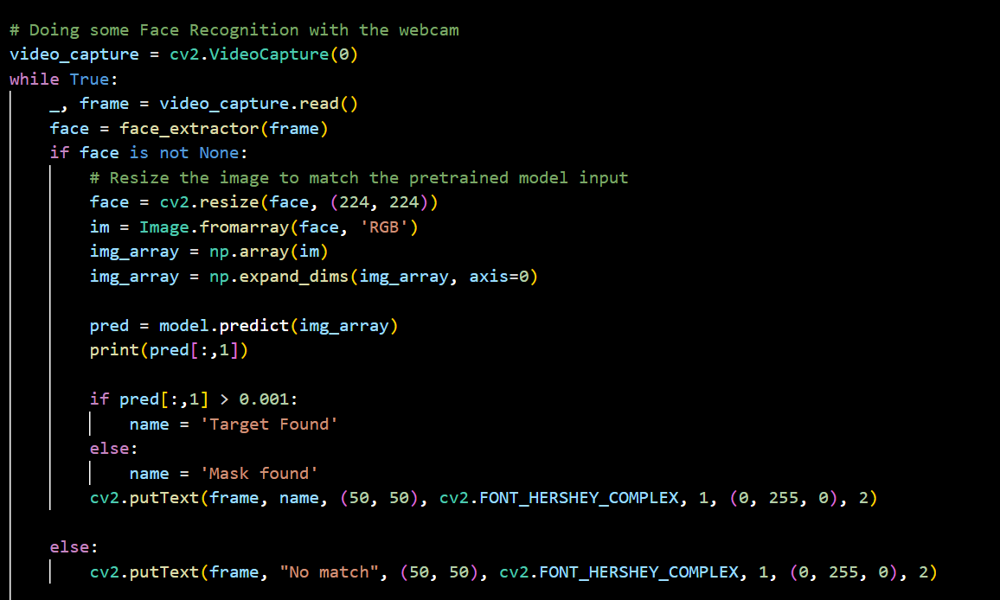 # Doing some Face Recognition with the webcam
video_capture = cv2.VideoCapture(0)
while True:
    _, frame = video_capture.read()
    face = face_extractor(frame)
    if face is not None:
        # Resize the image to match the pretrained model input
        face = cv2.resize(face, (224, 224))
        im = Image.fromarray(face, 'RGB')
        img_array = np.array(im)
        img_array = np.expand_dims(img_array, axis=0)

        pred = model.predict(img_array)
        print(pred[:,1])

        if pred[:,1] > 0.001:
            name = 'Target Found'
        else:
            name = 'Mask found'
        cv2.putText(frame, name, (50, 50), cv2.FONT_HERSHEY_COMPLEX, 1, (0, 255, 0), 2)

    else:
        cv2.putText(frame, "No match", (50, 50), cv2.FONT_HERSHEY_COMPLEX, 1, (0, 255, 0), 2)